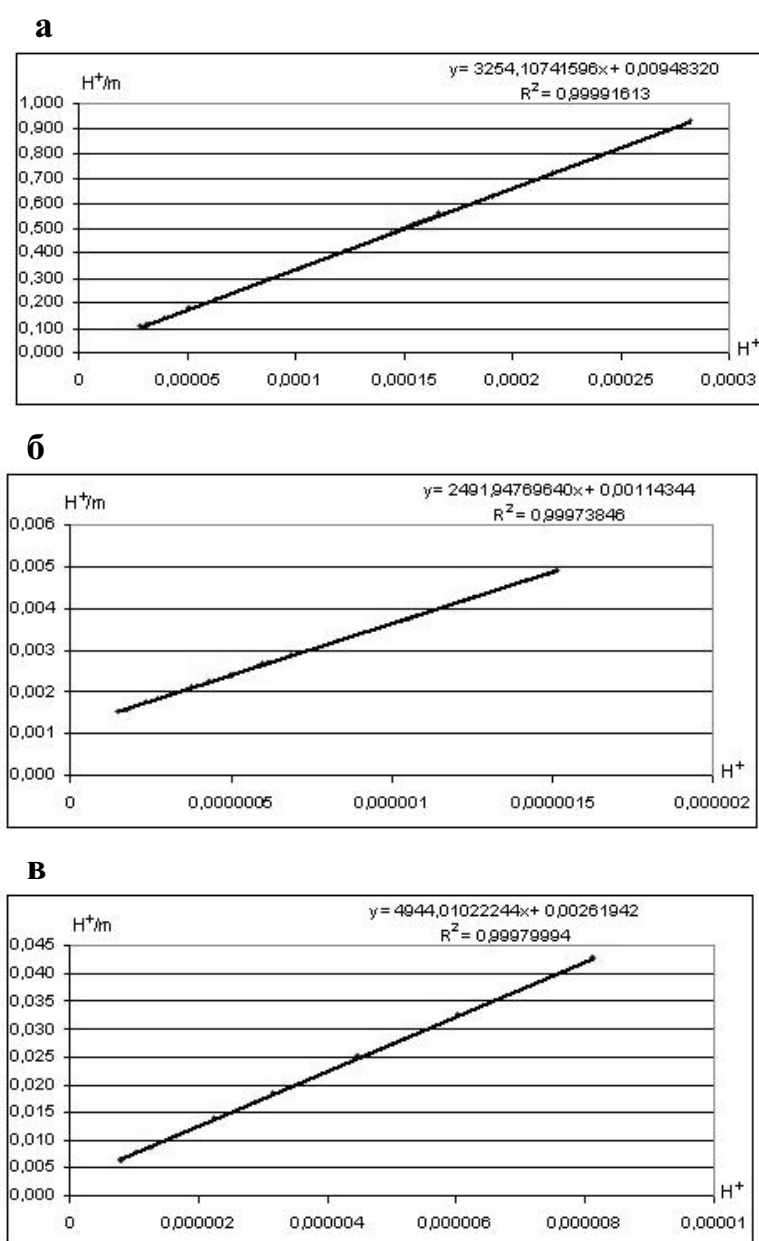 а
y= 3254,10741596x+ 0,00948320
R²= 0,99991613
H⁺/m
1,000
0,900
0,800
0,700
0,600
0,500
0,400
0,300
0,200
0,100
0,000
H⁺
0 0,00005 0,0001 0,00015 0,0002 0,00025 0,0003
б
y= 2491,94769640x+ 0,00114344
R²= 0,99973846
H⁺/m
0,006
0,005
0,004
0,003
0,002
0,001
0,000
H⁺
0 0,0000005 0,000001 0,0000015 0,000002
в
y= 4944,01022244x+ 0,00261942
R²= 0,99979994
H⁺/m
0,045
0,040
0,035
0,030
0,025
0,020
0,015
0,010
0,005
0,000
H⁺
0 0,000002 0,000004 0,000006 0,000008 0,00001